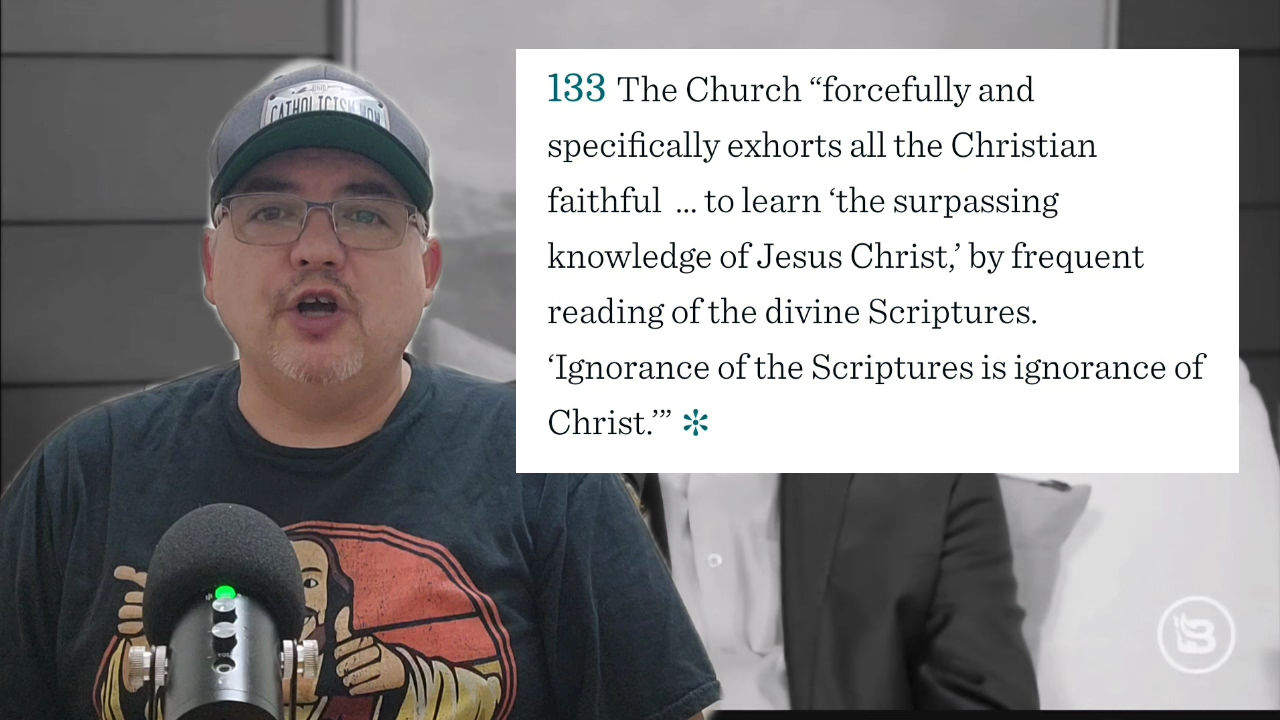 CATHOLICISM
133 The Church “forcefully and
specifically exhorts all the Christian
faithful ... to learn ‘the surpassing
knowledge of Jesus Christ,’ by frequent
reading of the divine Scriptures.
‘Ignorance of the Scriptures is ignorance of
Christ.’” *